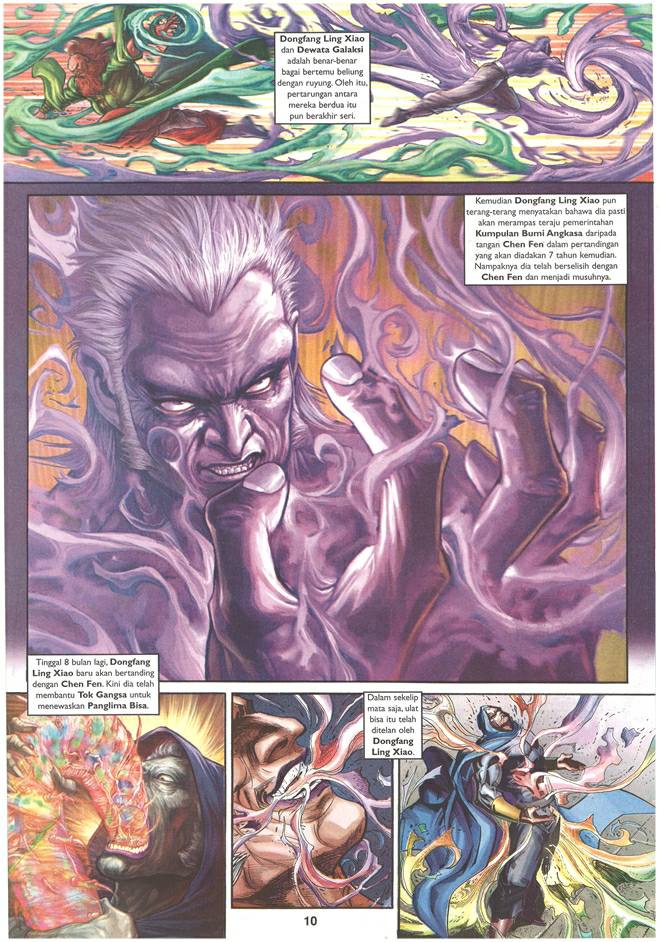 Dongfang Ling Xiao
dan Dewata Galaksi
adalah benar-benar
bagai bertemu beliung
dengan ruyung. Oleh itu,
pertarungan antara
mereka berdua itu
pun berakhir seri.
Kemudian Dongfang Ling Xiao pun
terang-terang menyatakan bahawa dia pasti
akan merampas teraju pemerintahan
Kumpulan Bumi Angkasa daripada
tangan Chen Fen dalam pertandingan
yang akan diadakan 7 tahun kemudian.
Nampaknya dia telah berselisih dengan
Chen Fen dan menjadi musuhnya.
Tinggal 8 bulan lagi, Dongfang
Ling Xiao baru akan bertanding
dengan Chen Fen. Kini dia telah
membantu Tok Gangsa untuk
menewaskan Panglima Bisa.
Dalam sekelip
mata saja, ulat
bisa itu telah
ditelan oleh
Dongfang
Ling Xiao.
10